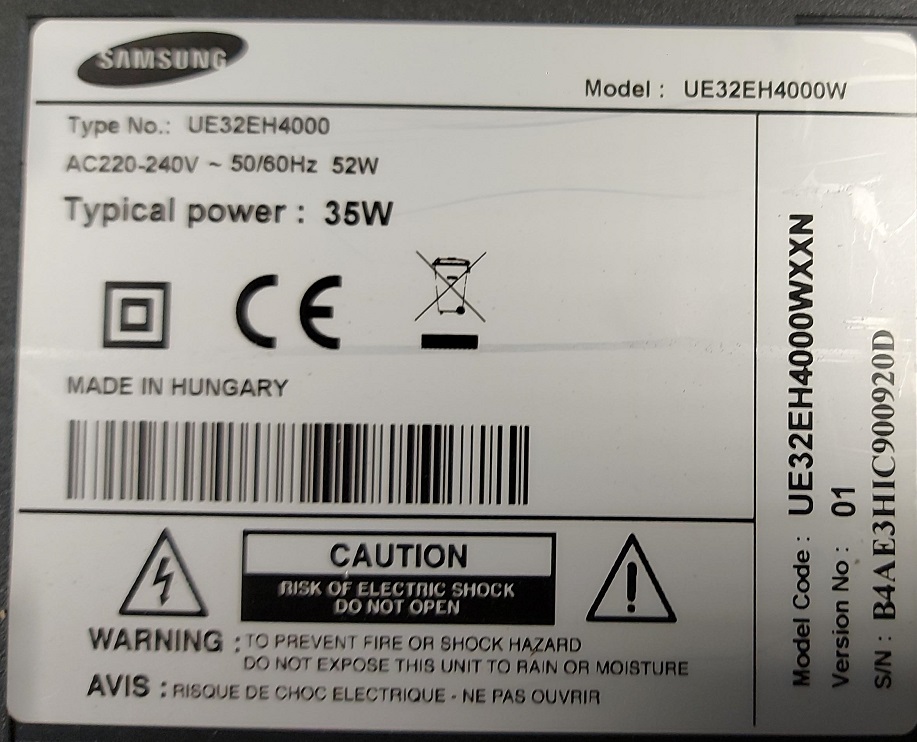 SAMSUNG
Model : UE32EH4000W
Type No.: UE32EH4000
AC220-240V ~ 50/60Hz 52W
Typical power : 35W
CE
MADE IN HUNGARY
CAUTION
RISK OF ELECTRIC SHOCK
DO NOT OPEN
WARNING : TO PREVENT FIRE OR SHOCK HAZARD
DO NOT EXPOSE THIS UNIT TO RAIN OR MOISTURE
AVIS : RISQUE DE CHOC ELECTRIQUE - NE PAS OUVRIR
Model Code : UE32EH4000WXXN
Version No : 01
S/N : B4AE3HIC900920D